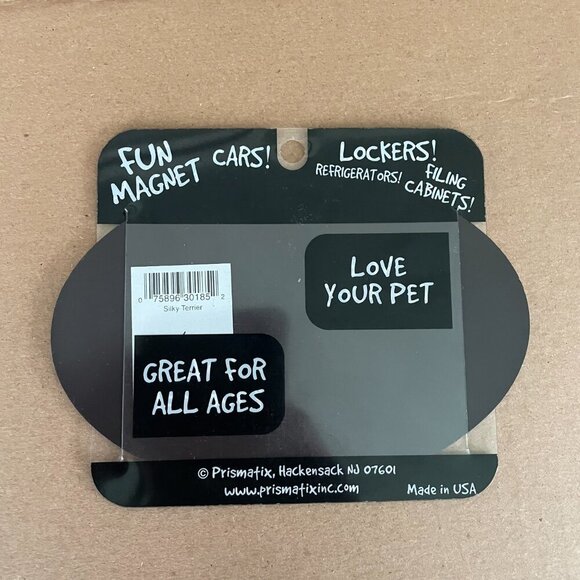 FUN
MAGNET
CARS!
LOCKERS!
REFRIGERATORS!
FILING
CABINETS!
LOVE
YOUR PET
0 75896 30185 2
Silky Terrier
GREAT FOR
ALL AGES
© Prismatix, Hackensack NJ 07601
www.prismatixinc.com
Made in USA